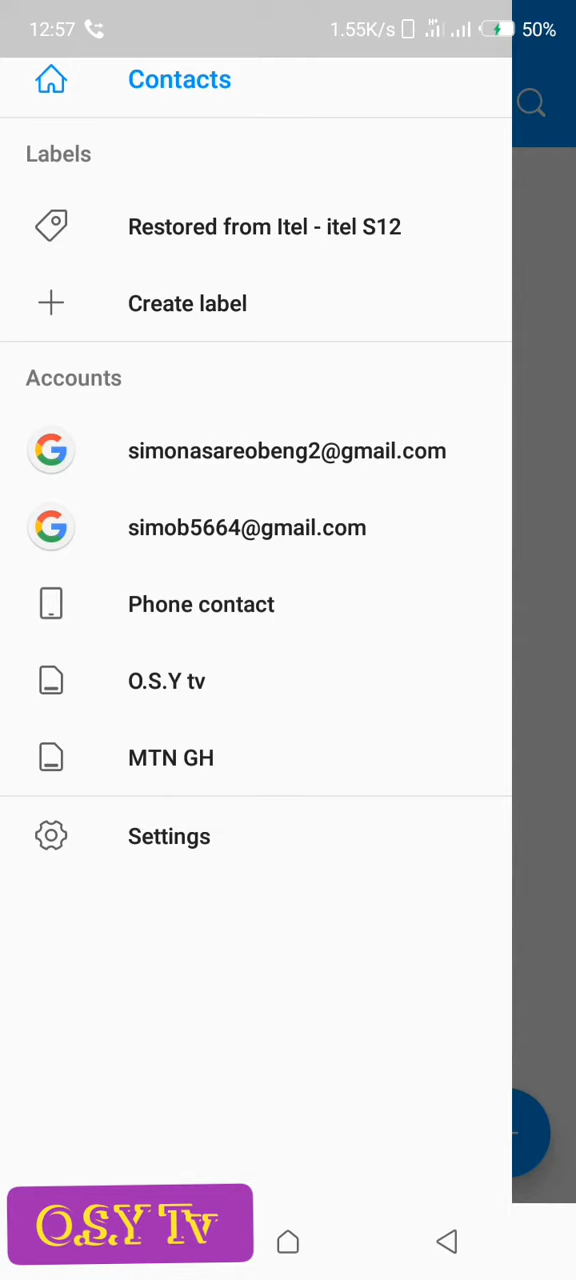 12:57 1.55K/s 50%
Contacts
Labels
Restored from Itel - itel S12
Create label
Accounts
simonasareobeng2@gmail.com
simob5664@gmail.com
Phone contact
O.S.Y tv
MTN GH
Settings
O.S.Y Tv